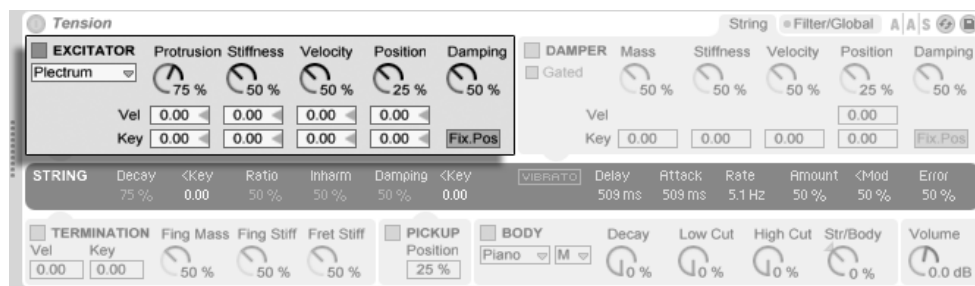 Tension String Filter/Global A A S
EXCITATOR Protrusion Stiffness Velocity Position Damping DAMPER Mass Stiffness Velocity Position Damping
Plectrum 75 % 50 % 50 % 25 % 50 % Gated 50 % 50 % 50 % 25 % 50 %
Vel 0.00 0.00 0.00 0.00 Vel 0.00
Key 0.00 0.00 0.00 0.00 Fix.Pos Key 0.00 0.00 0.00 0.00 Fix.Pos
STRING Decay <Key Ratio Inharm Damping <Key VIBRATO Delay Attack Rate Amount <Mod Error
75 % 0.00 50 % 50 % 50 % 0.00 509 ms 509 ms 5.1 Hz 50 % 50 % 50 %
TERMINATION Fing Mass Fing Stiff Fret Stiff PICKUP BODY Decay Low Cut High Cut Str/Body Volume
Vel Key Position Piano M
0.00 0.00 50 % 50 % 50 % 25 % 0 % 0 % 0 % 0 % 0.0 dB